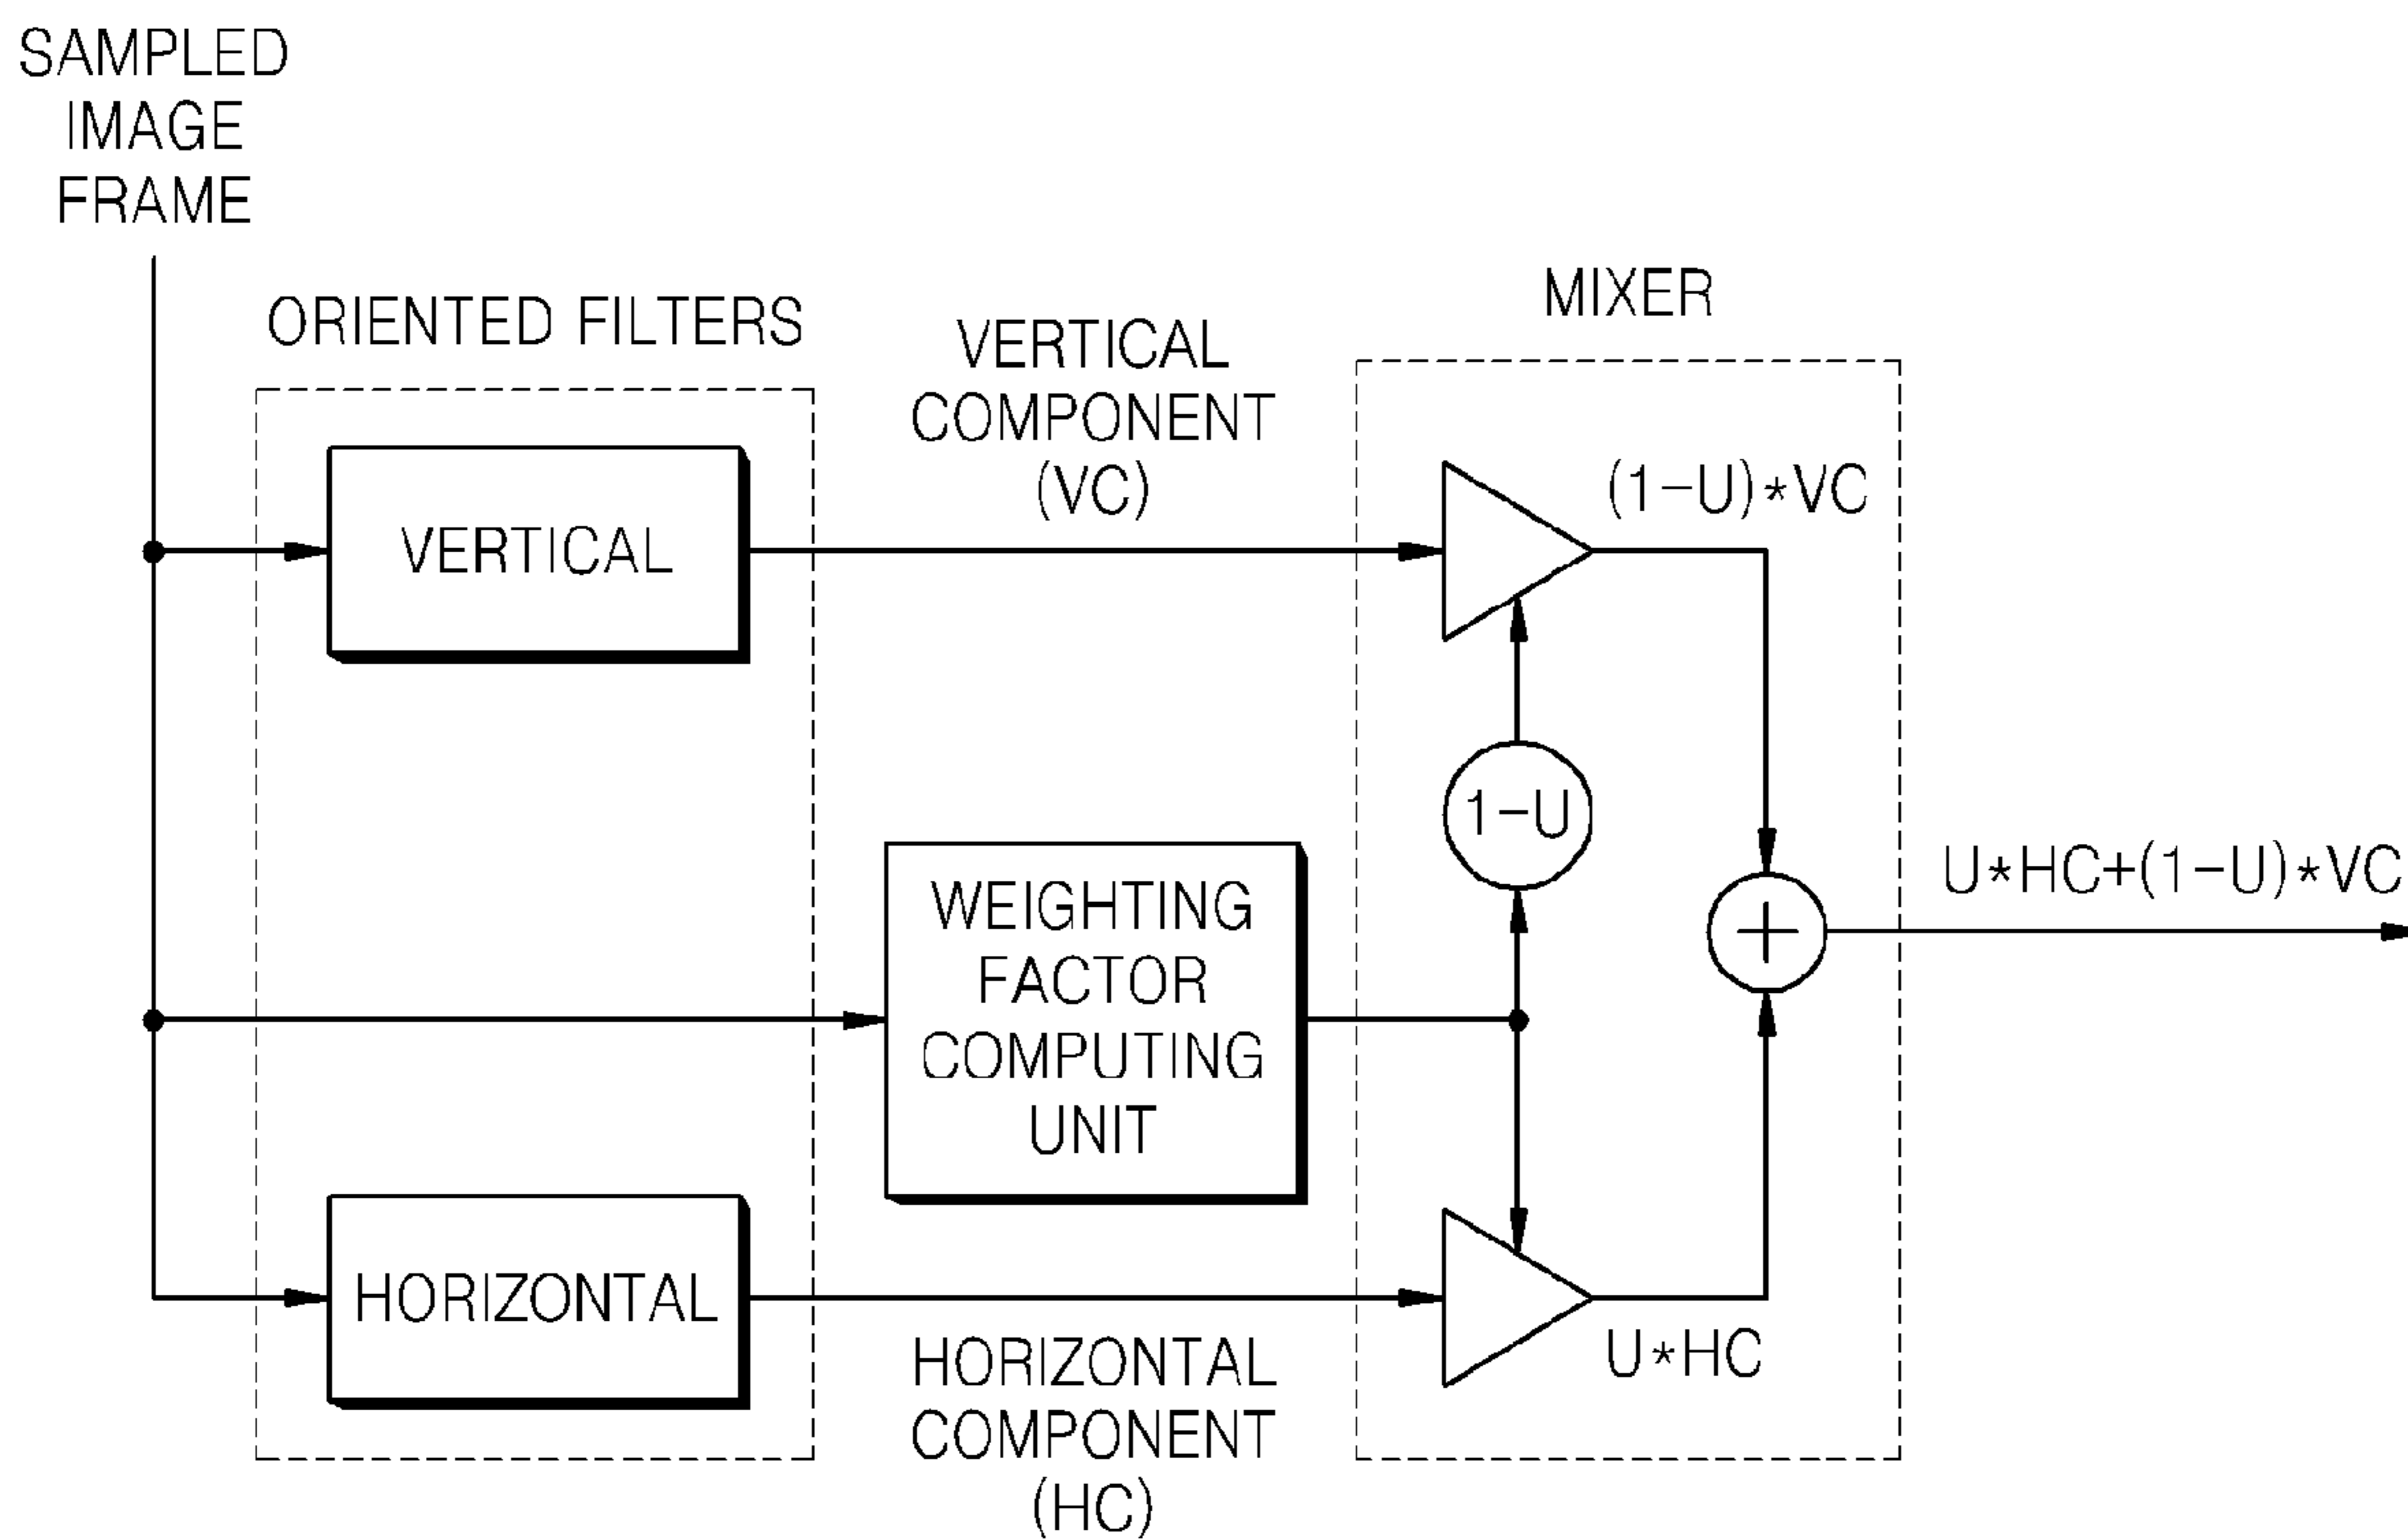 SAMPLED
IMAGE
FRAME
ORIENTED FILTERS
VERTICAL
COMPONENT
(VC)
MIXER
VERTICAL
(1-U)*VC
1-U
WEIGHTING
FACTOR
COMPUTING
UNIT
+
U*HC+(1-U)*VC
HORIZONTAL
HORIZONTAL
COMPONENT
(HC)
U*HC